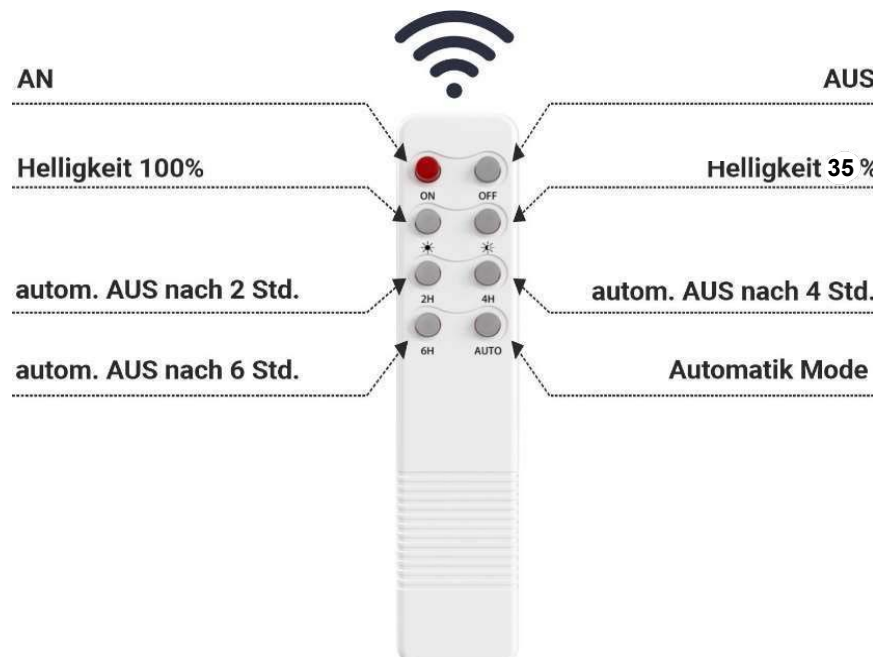 AN
AUS
Helligkeit 100%
Helligkeit 35 %
ON
OFF
autom. AUS nach 2 Std.
autom. AUS nach 4 Std.
2H
4H
autom. AUS nach 6 Std.
Automatik Mode
6H
AUTO